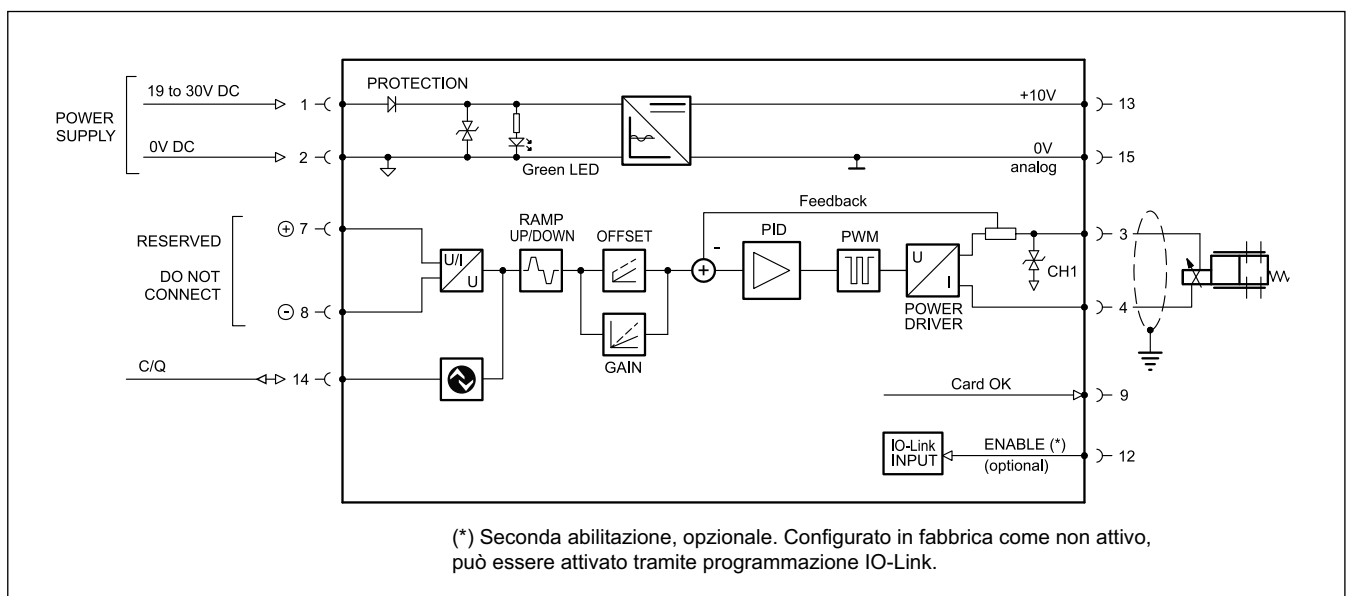 PROTECTION
19 to 30V DC
1
+10V
13
POWER
SUPPLY
0V DC
2
Green LED
0V
analog
15
RESERVED
DO NOT
CONNECT
+ 7
- 8
U/I
U
RAMP
UP/DOWN
OFFSET
GAIN
Feedback
+
-
PID
PWM
U
I
POWER
DRIVER
CH1
3
4
C/Q
14
Card OK
9
IO-Link
INPUT
ENABLE (*)
(optional)
12
(*) Seconda abilitazione, opzionale. Configurato in fabbrica come non attivo,
può essere attivato tramite programmazione IO-Link.